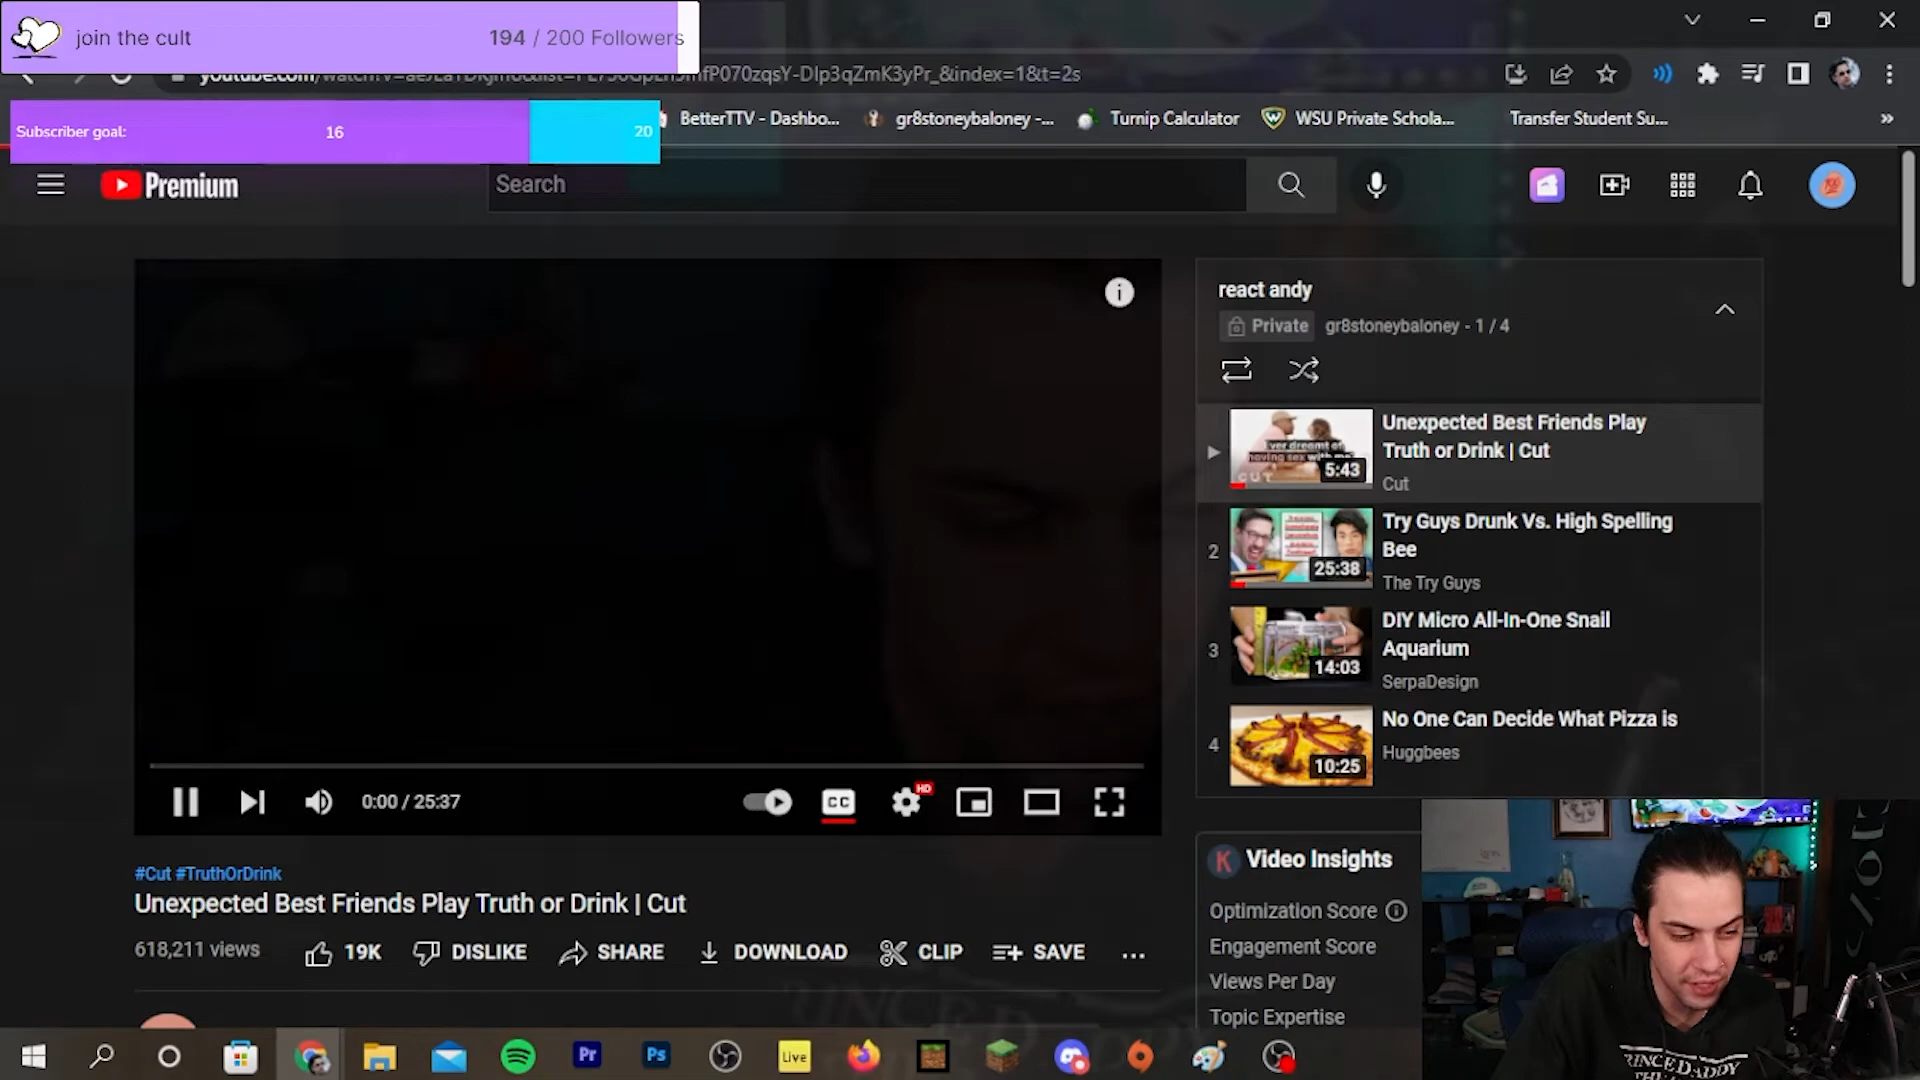 join the cult
194 / 200 Followers
Subscriber goal:
16
20
BetterTTV - Dashbo...
gr8stoneybaloney -...
Turnip Calculator
WSU Private Schola...
Transfer Student Su...
»
Premium
Search
react andy
Private
gr8stoneybaloney - 1 / 4
Unexpected Best Friends Play
Truth or Drink | Cut
Cut
5:43
CUT
2
Try Guys Drunk Vs. High Spelling
Bee
The Try Guys
25:38
3
DIY Micro All-In-One Snail
Aquarium
SerpaDesign
14:03
4
No One Can Decide What Pizza is
Huggbees
10:25
0:00 / 25:37
CC
HD
#Cut #TruthOrDrink
Unexpected Best Friends Play Truth or Drink | Cut
618,211 views
19K
DISLIKE
SHARE
DOWNLOAD
CLIP
SAVE
K
Video Insights
Optimization Score
Engagement Score
Views Per Day
Topic Expertise
Pr
Ps
Live